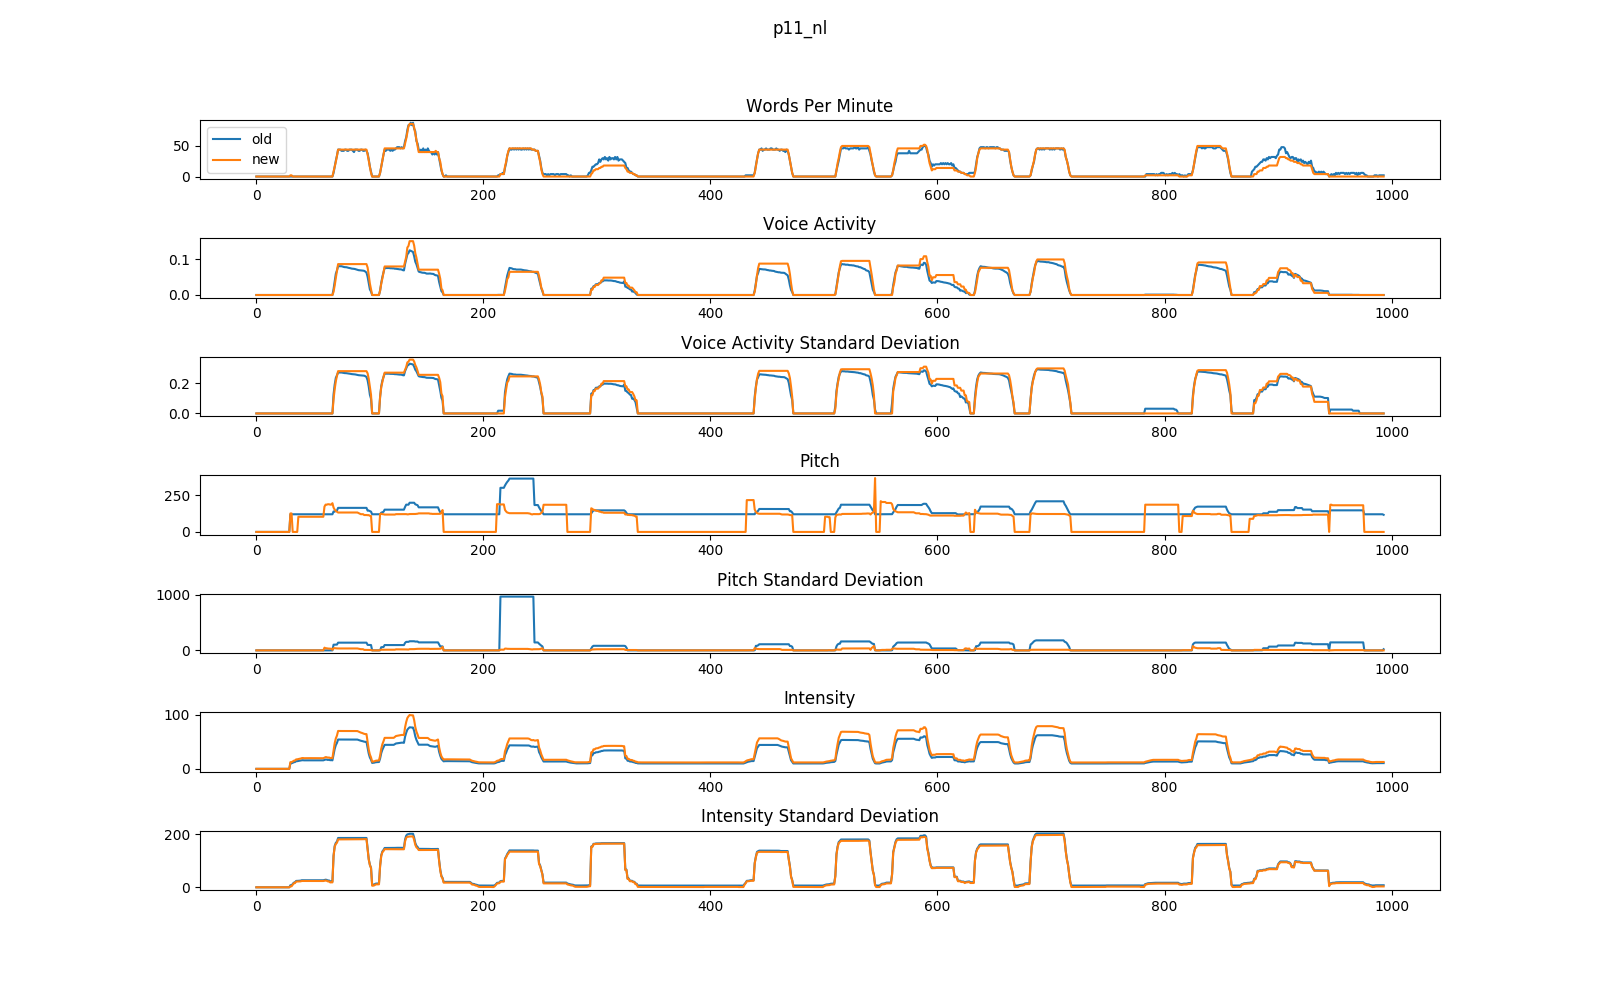 p11_nl
Words Per Minute
50
0
old
new
0 200 400 600 800 1000
Voice Activity
0.1
0.0
0 200 400 600 800 1000
Voice Activity Standard Deviation
0.2
0.0
0 200 400 600 800 1000
Pitch
250
0
0 200 400 600 800 1000
Pitch Standard Deviation
1000
0
0 200 400 600 800 1000
Intensity
100
0
0 200 400 600 800 1000
Intensity Standard Deviation
200
0
0 200 400 600 800 1000